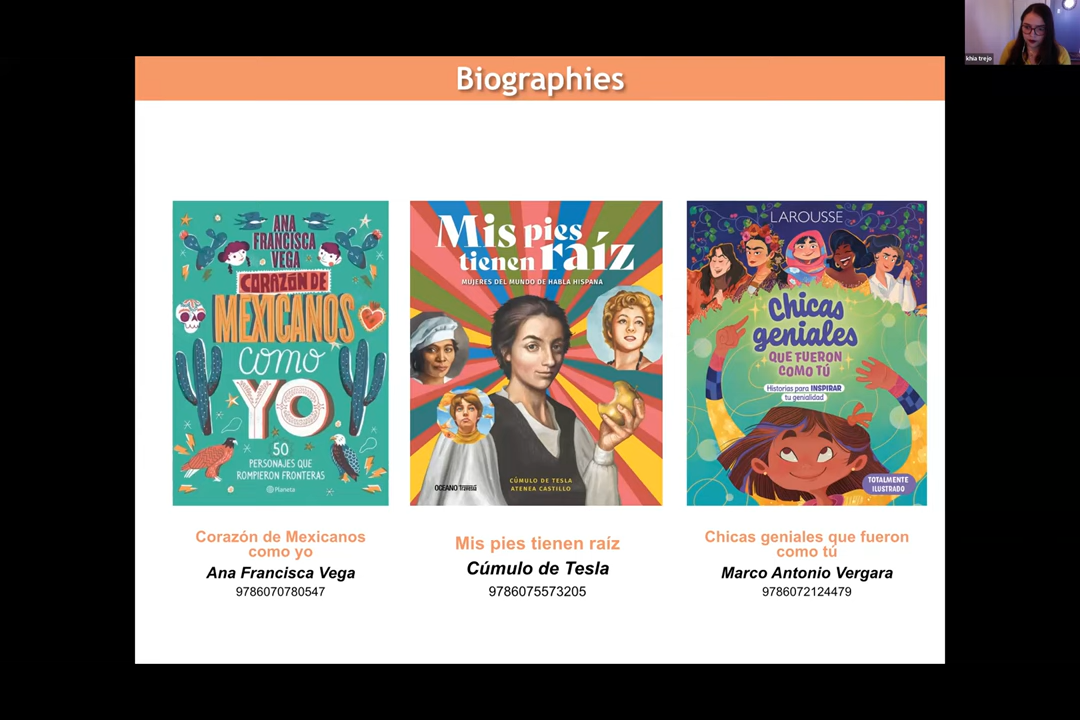 Biographies
khia trejo
ANA
FRANCISCA
VEGA
CORAZÓN DE
MEXICANOS
como
YO
50
PERSONAJES QUE
ROMPIERON FRONTERAS
Planeta
Mis pies
tienen raíz
MUJERES DEL MUNDO DE HABLA HISPANA
OCEANO Travesía
CÚMULO DE TESLA
ATENEA CASTILLO
LAROUSSE
Chicas
geniales
QUE FUERON
COMO TÚ
Historias para INSPIRAR
tu genialidad
TOTALMENTE
ILUSTRADO
Corazón de Mexicanos
como yo
Ana Francisca Vega
9786070780547
Mis pies tienen raíz
Cúmulo de Tesla
9786075573205
Chicas geniales que fueron
como tú
Marco Antonio Vergara
9786072124479